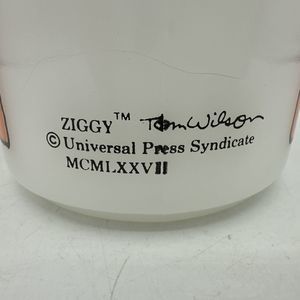 ZIGGY™ Tom Wilson
© Universal Press Syndicate
MCMLXXVII